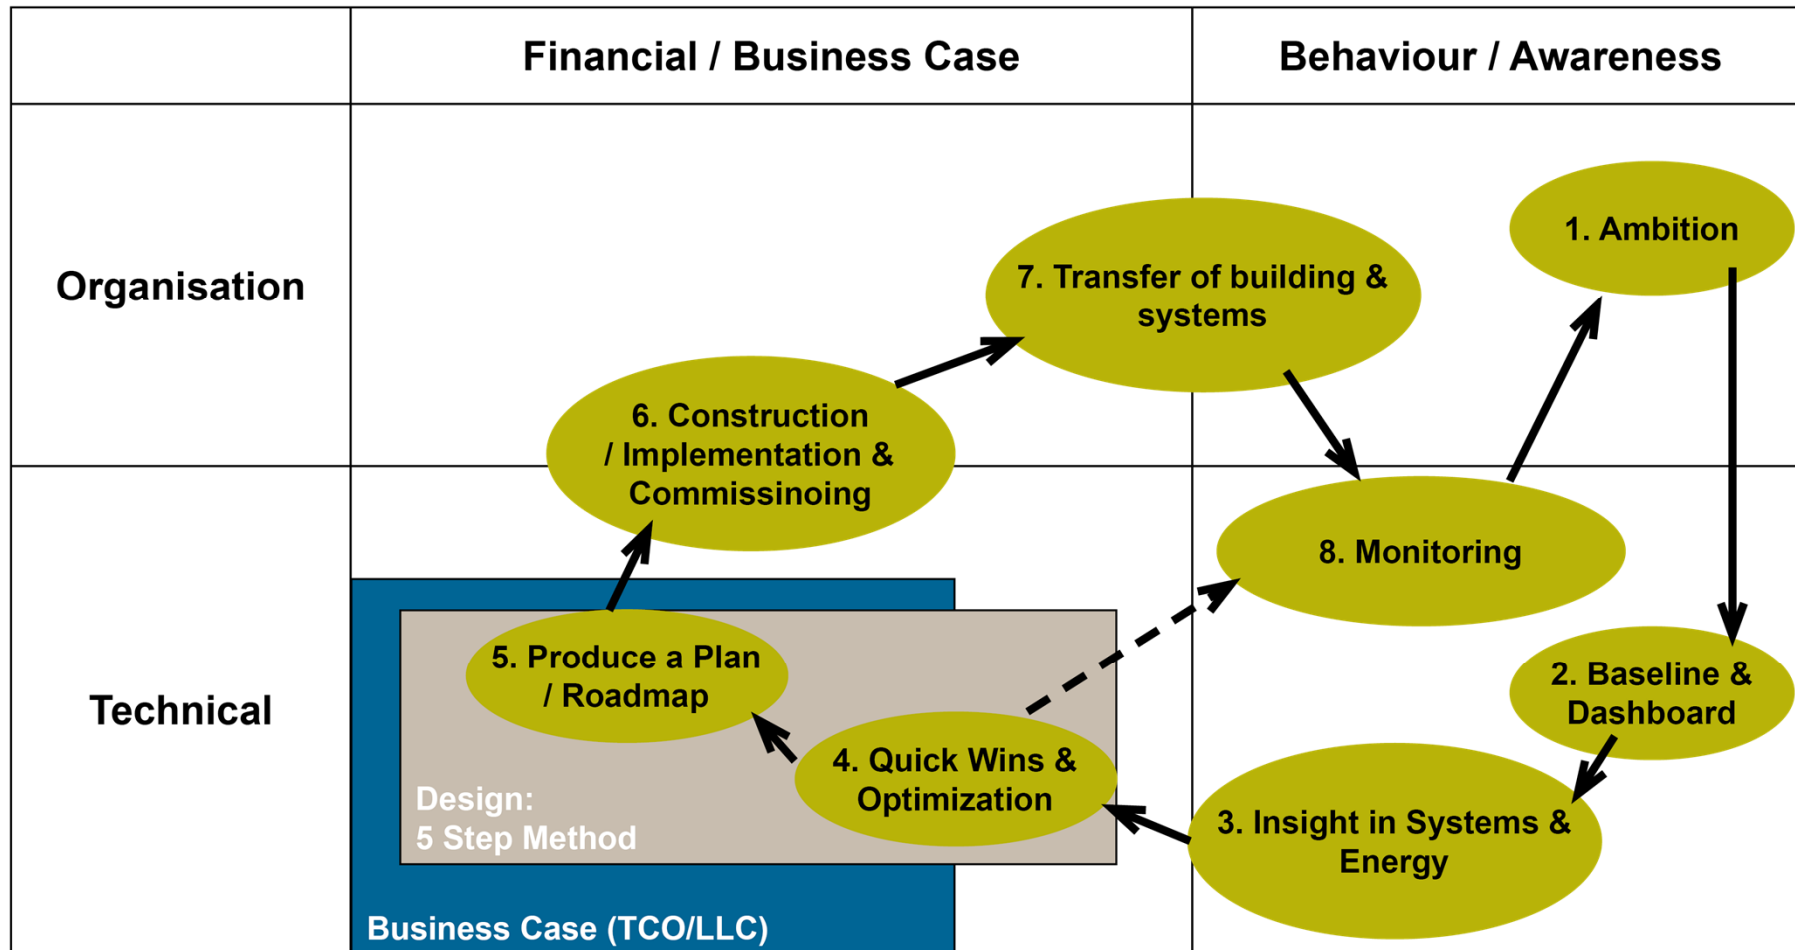 Financial / Business Case
Behaviour / Awareness
Organisation
1. Ambition
7. Transfer of building &
systems
6. Construction
/ Implementation &
Commissinoing
8. Monitoring
Technical
5. Produce a Plan
/ Roadmap
2. Baseline &
Dashboard
4. Quick Wins &
Optimization
3. Insight in Systems &
Energy
Design:
5 Step Method
Business Case (TCO/LLC)